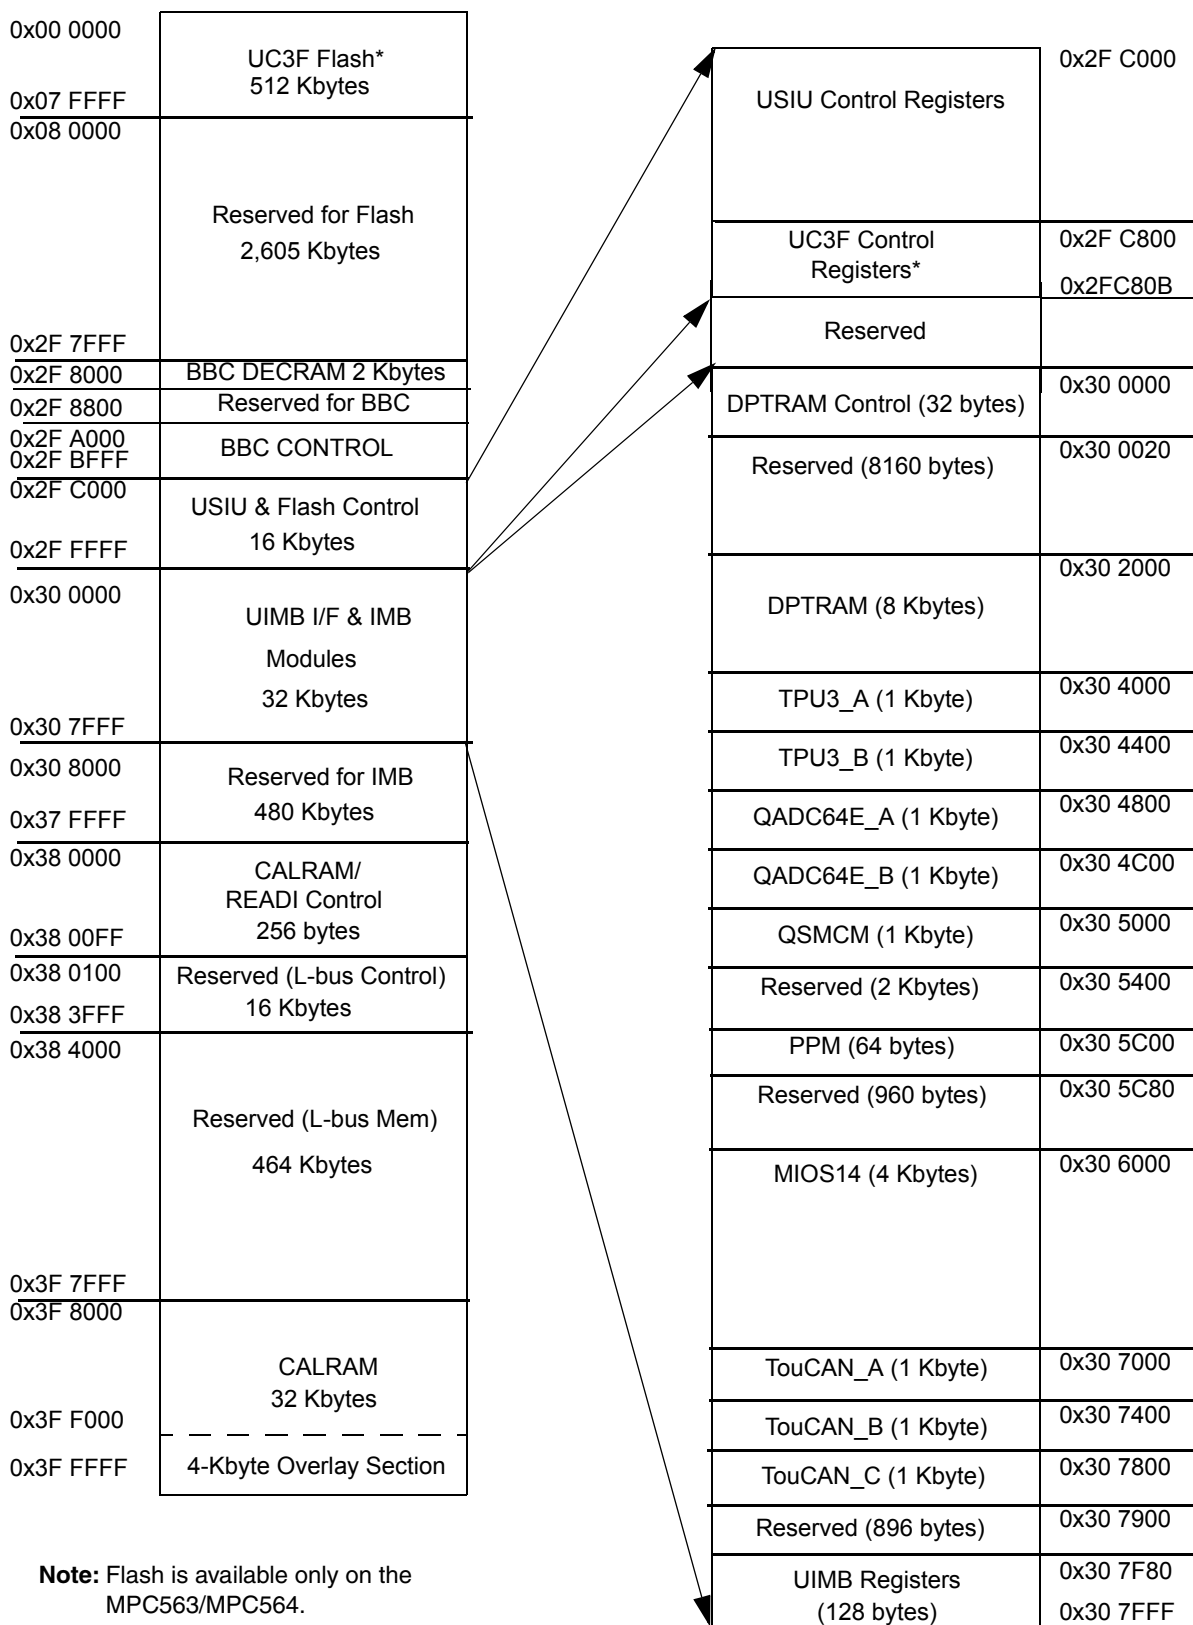 0x00 0000
UC3F Flash*
512 Kbytes
0x07 FFFF
0x08 0000
Reserved for Flash
2,605 Kbytes
0x2F 7FFF
0x2F 8000
BBC DECRAM 2 Kbytes
0x2F 8800
Reserved for BBC
0x2F A000
0x2F BFFF
BBC CONTROL
0x2F C000
USIU & Flash Control
16 Kbytes
0x2F FFFF
0x30 0000
UIMB I/F & IMB
Modules
32 Kbytes
0x30 7FFF
0x30 8000
Reserved for IMB
480 Kbytes
0x37 FFFF
0x38 0000
CALRAM/
READI Control
256 bytes
0x38 00FF
0x38 0100
Reserved (L-bus Control)
16 Kbytes
0x38 3FFF
0x38 4000
Reserved (L-bus Mem)
464 Kbytes
0x3F 7FFF
0x3F 8000
CALRAM
32 Kbytes
0x3F F000
4-Kbyte Overlay Section
0x3F FFFF
Note: Flash is available only on the
MPC563/MPC564.
USIU Control Registers
0x2F C000
UC3F Control
Registers*
0x2F C800
0x2FC80B
Reserved
DPTRAM Control (32 bytes)
0x30 0000
Reserved (8160 bytes)
0x30 0020
DPTRAM (8 Kbytes)
0x30 2000
TPU3_A (1 Kbyte)
0x30 4000
TPU3_B (1 Kbyte)
0x30 4400
QADC64E_A (1 Kbyte)
0x30 4800
QADC64E_B (1 Kbyte)
0x30 4C00
QSMCM (1 Kbyte)
0x30 5000
Reserved (2 Kbytes)
0x30 5400
PPM (64 bytes)
0x30 5C00
Reserved (960 bytes)
0x30 5C80
MIOS14 (4 Kbytes)
0x30 6000
TouCAN_A (1 Kbyte)
0x30 7000
TouCAN_B (1 Kbyte)
0x30 7400
TouCAN_C (1 Kbyte)
0x30 7800
Reserved (896 bytes)
0x30 7900
UIMB Registers
(128 bytes)
0x30 7F80
0x30 7FFF